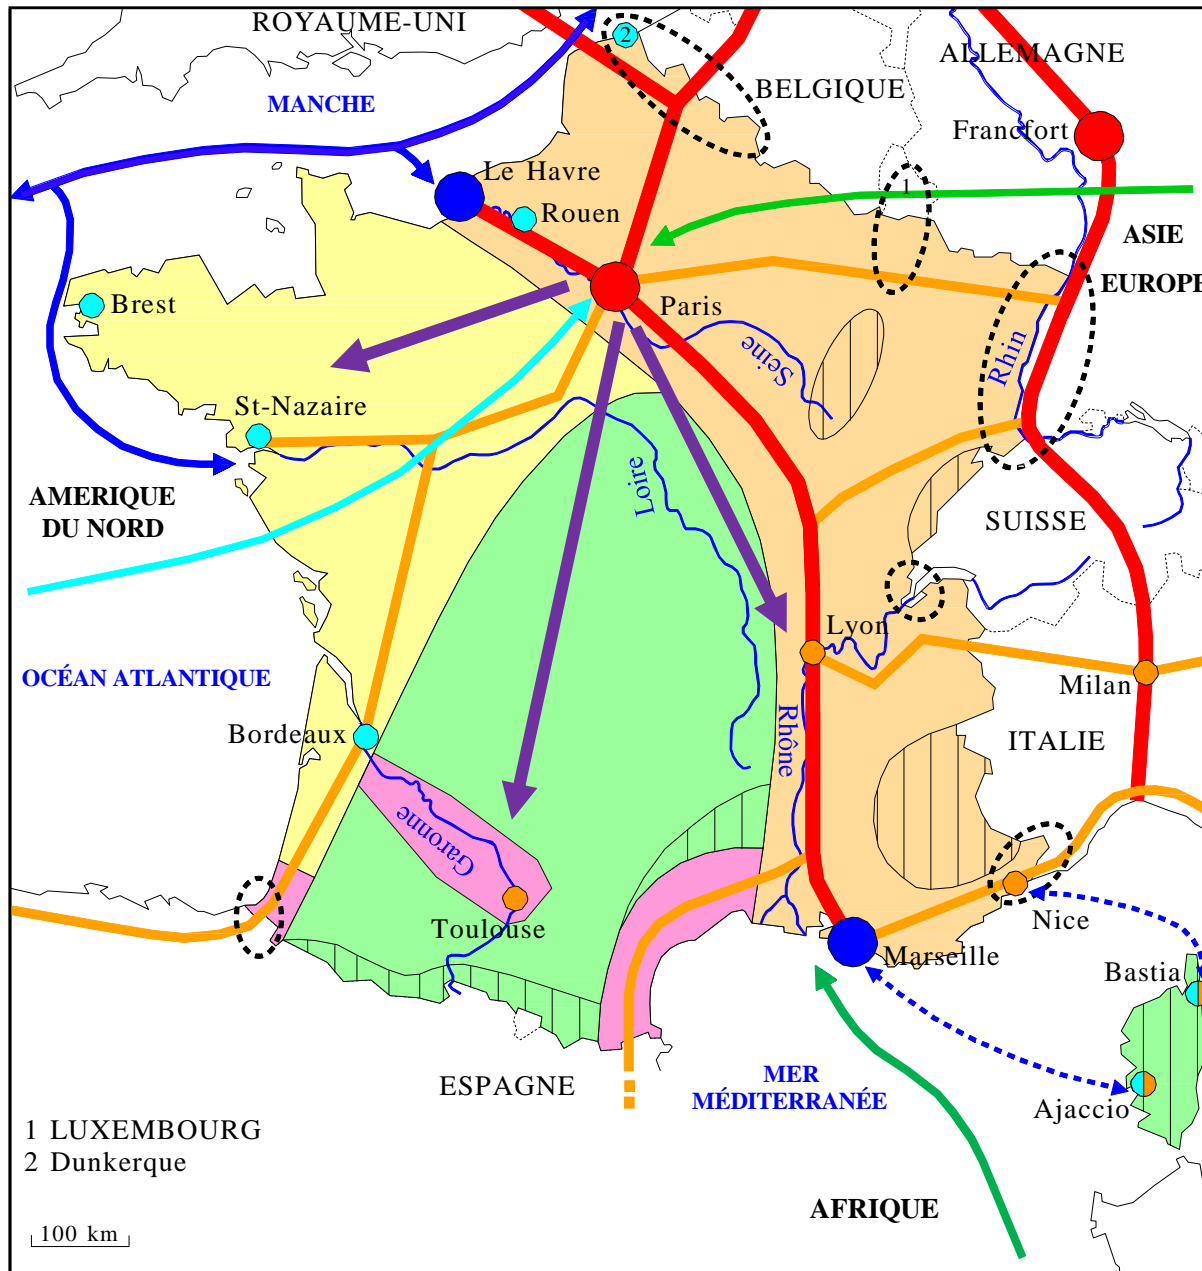 ROYAUME-UNI
2
ALLEMAGNE
BELGIQUE
MANCHE
Francfort
Le Havre
1
Rouen
ASIE
EUROPE
Brest
Paris
Seine
Rhin
St-Nazaire
Loire
AMERIQUE
DU NORD
SUISSE
Lyon
OCÉAN ATLANTIQUE
Milan
Bordeaux
Rhône
ITALIE
Garonne
Toulouse
Nice
Marseille
Bastia
ESPAGNE
MER
MÉDITERRANÉE
Ajaccio
1 LUXEMBOURG
2 Dunkerque
AFRIQUE
100 km